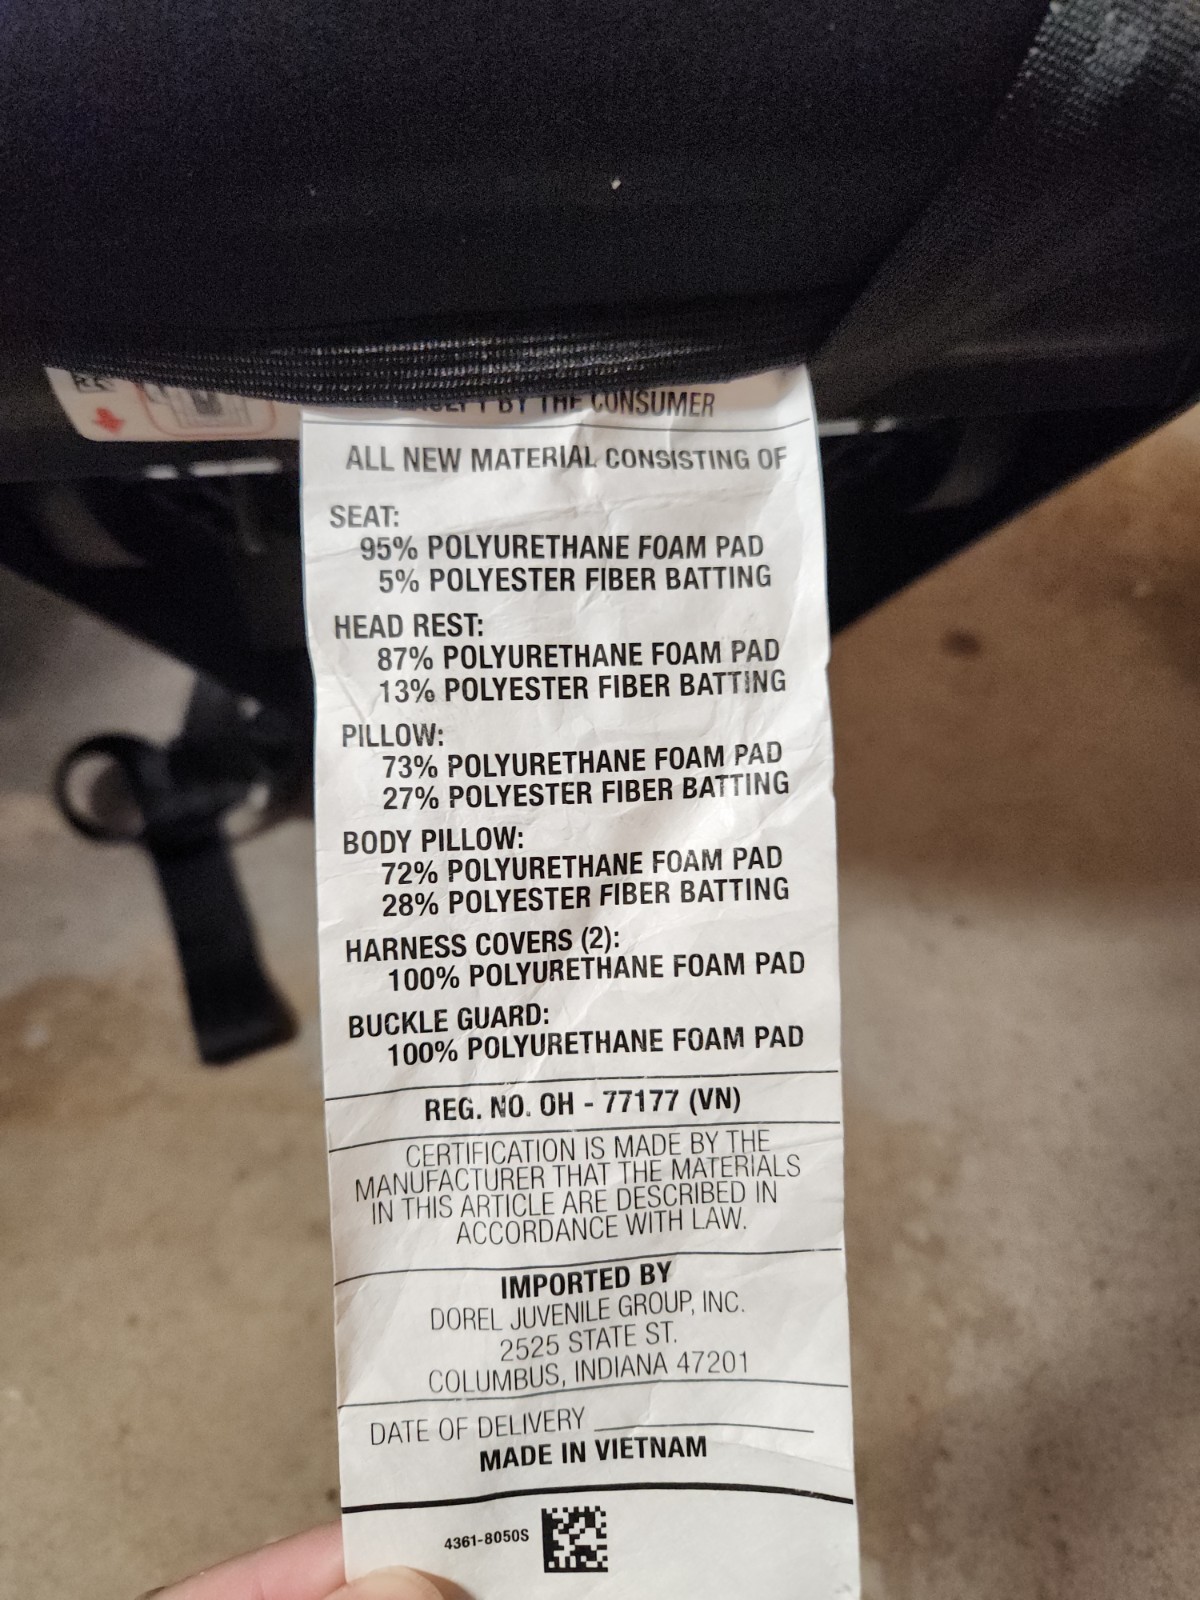 BY THE CONSUMER
ALL NEW MATERIAL CONSISTING OF
SEAT:
95% POLYURETHANE FOAM PAD
5% POLYESTER FIBER BATTING
HEAD REST:
87% POLYURETHANE FOAM PAD
13% POLYESTER FIBER BATTING
PILLOW:
73% POLYURETHANE FOAM PAD
27% POLYESTER FIBER BATTING
BODY PILLOW:
72% POLYURETHANE FOAM PAD
28% POLYESTER FIBER BATTING
HARNESS COVERS (2):
100% POLYURETHANE FOAM PAD
BUCKLE GUARD:
100% POLYURETHANE FOAM PAD
REG. NO. OH - 77177 (VN)
CERTIFICATION IS MADE BY THE
MANUFACTURER THAT THE MATERIALS
IN THIS ARTICLE ARE DESCRIBED IN
ACCORDANCE WITH LAW.
IMPORTED BY
DOREL JUVENILE GROUP, INC.
2525 STATE ST.
COLUMBUS, INDIANA 47201
DATE OF DELIVERY
MADE IN VIETNAM
4361-8050S